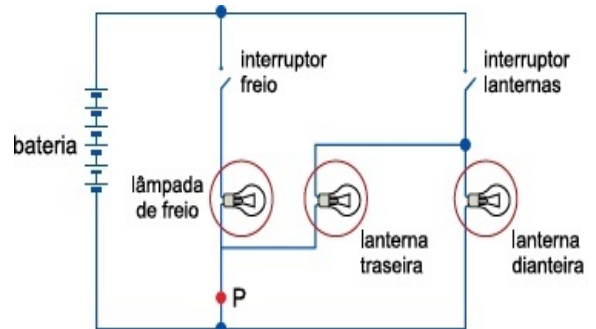 interruptor
freio
interruptor
lanternas
bateria
lâmpada
de freio
lanterna
traseira
lanterna
dianteira
P